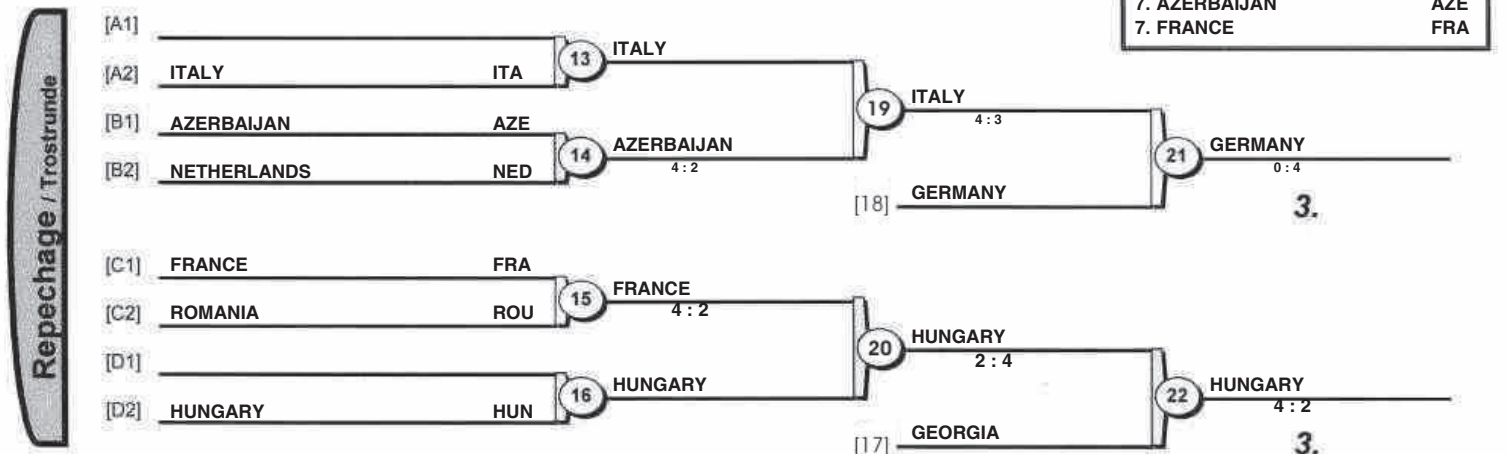 7. AZERBAIJAN AZE
7. FRANCE FRA
Repechage / Trostrunde
[A1]
[A2] ITALY ITA
13 ITALY
[B1] AZERBAIJAN AZE
[B2] NETHERLANDS NED
14 AZERBAIJAN
4 : 2
19 ITALY
4 : 3
[18] GERMANY
21 GERMANY
0 : 4
3.
[C1] FRANCE FRA
[C2] ROMANIA ROU
15 FRANCE
4 : 2
[D1]
[D2] HUNGARY HUN
16 HUNGARY
20 HUNGARY
2 : 4
[17] GEORGIA
22 HUNGARY
4 : 2
3.